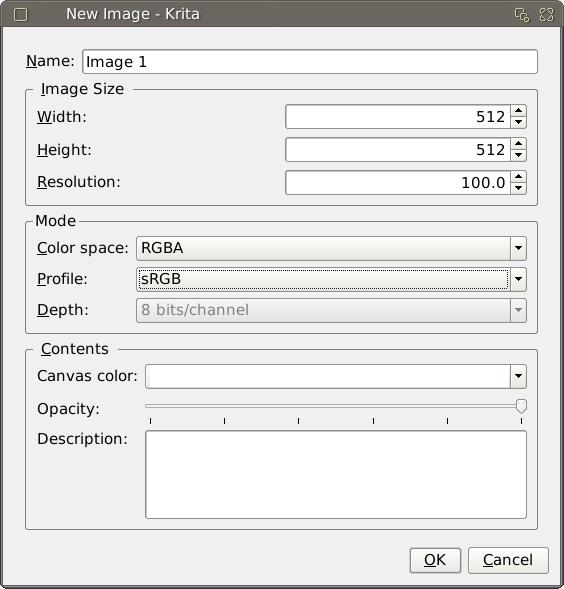 New Image - Krita
Name: Image 1
Image Size
Width: 512
Height: 512
Resolution: 100.0
Mode
Color space: RGBA
Profile: sRGB
Depth: 8 bits/channel
Contents
Canvas color:
Opacity:
Description:
OK Cancel